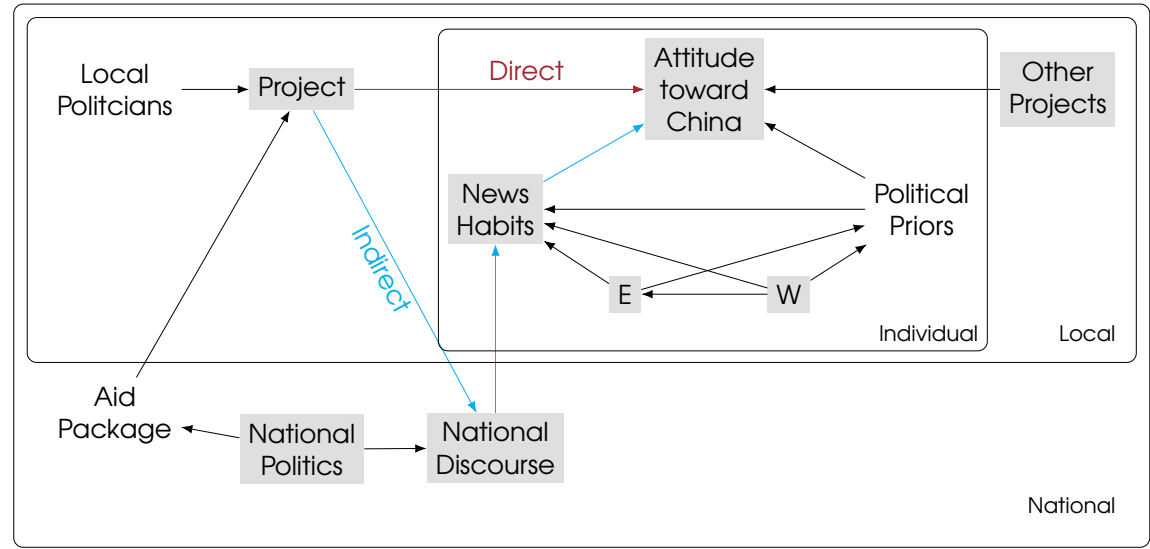 Local
Politcians
Project
Direct
Attitude
toward
China
Other
Projects
News
Habits
Political
Priors
Indirect
E
W
Individual
Local
Aid
Package
National
Politics
National
Discourse
National